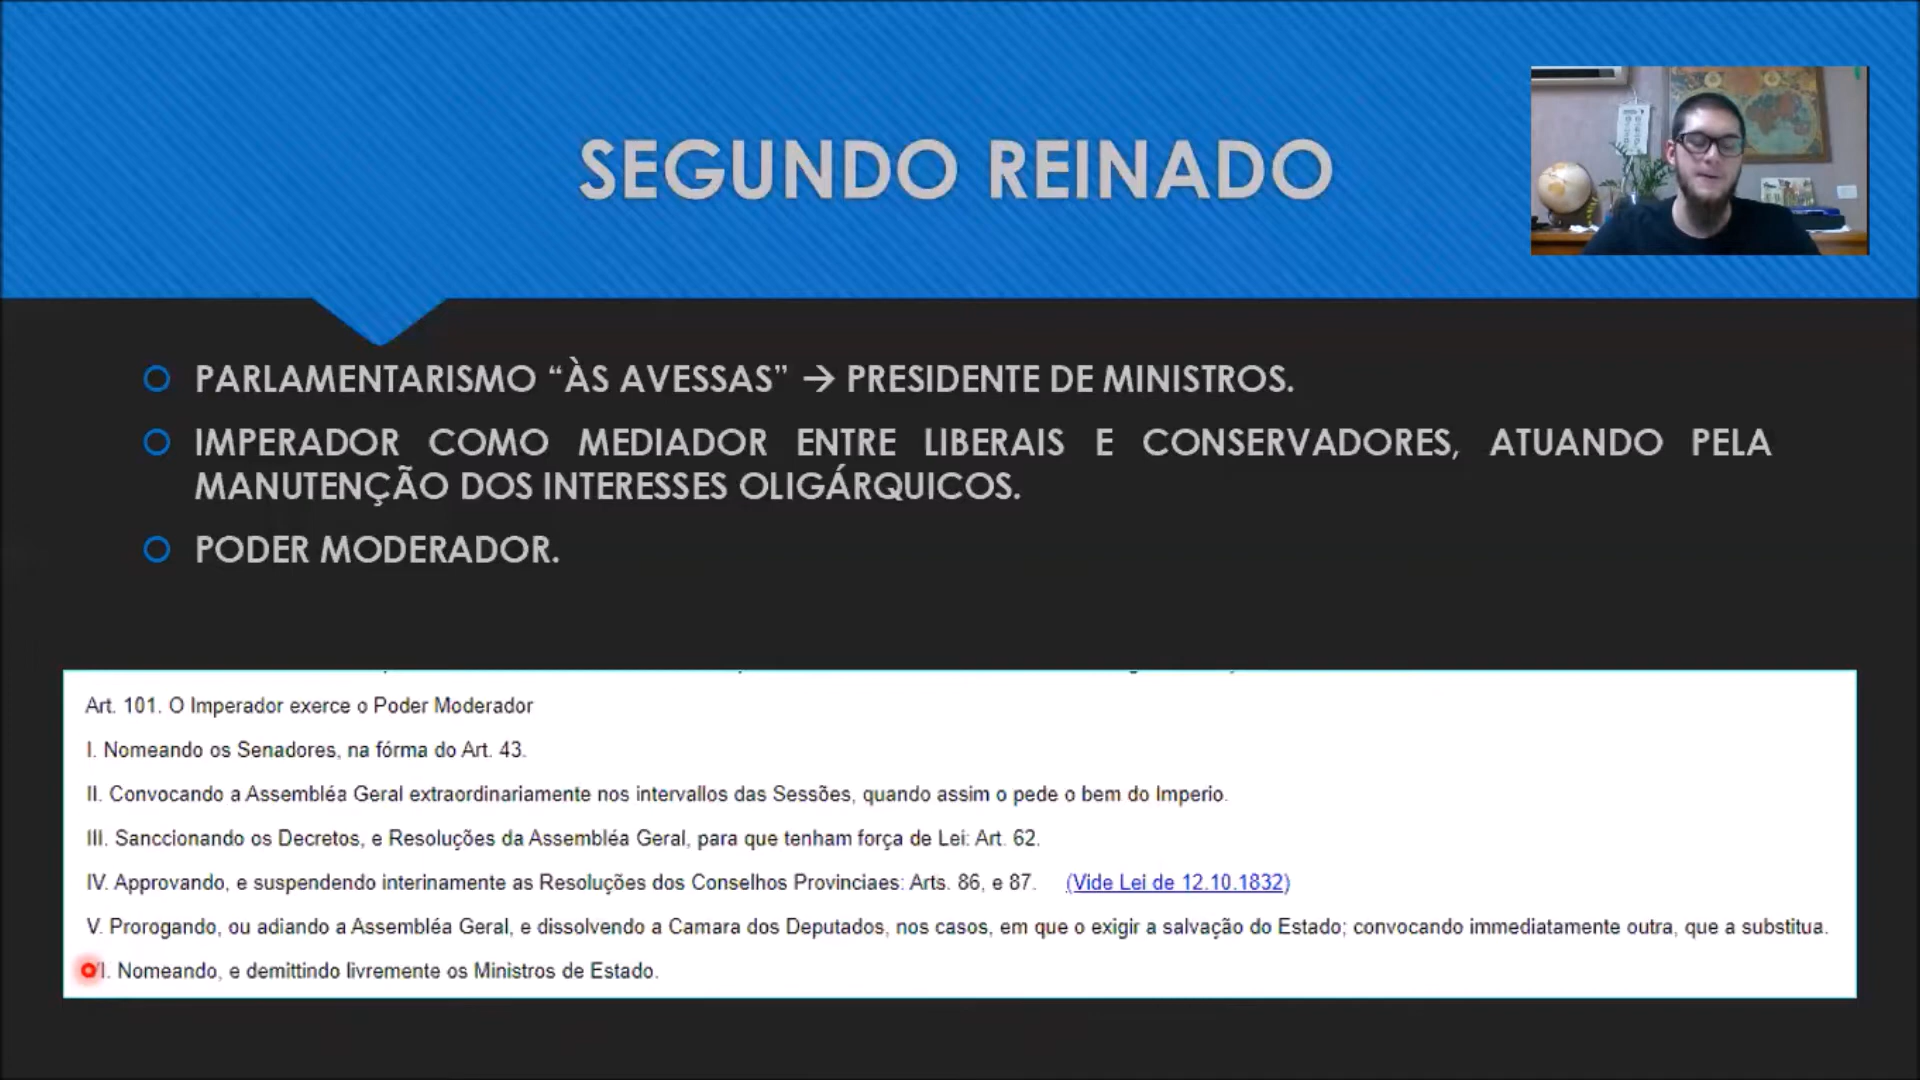 SEGUNDO REINADO
PARLAMENTARISMO “ÀS AVESSAS” → PRESIDENTE DE MINISTROS.
IMPERADOR COMO MEDIADOR ENTRE LIBERAIS E CONSERVADORES, ATUANDO PELA
MANUTENÇÃO DOS INTERESSES OLIGÁRQUICOS.
PODER MODERADOR.
Art. 101. O Imperador exerce o Poder Moderador
I. Nomeando os Senadores, na fórma do Art. 43.
II. Convocando a Assembléa Geral extraordinariamente nos intervallos das Sessões, quando assim o pede o bem do Imperio.
III. Sanccionando os Decretos, e Resoluções da Assembléa Geral, para que tenham força de Lei: Art. 62.
IV. Approvando, e suspendendo interinamente as Resoluções dos Conselhos Provinciaes: Arts. 86, e 87. (Vide Lei de 12.10.1832)
V. Prorogando, ou adiando a Assembléa Geral, e dissolvendo a Camara dos Deputados, nos casos, em que o exigir a salvação do Estado; convocando immediatamente outra, que a substitua.
VI. Nomeando, e demittindo livremente os Ministros de Estado.